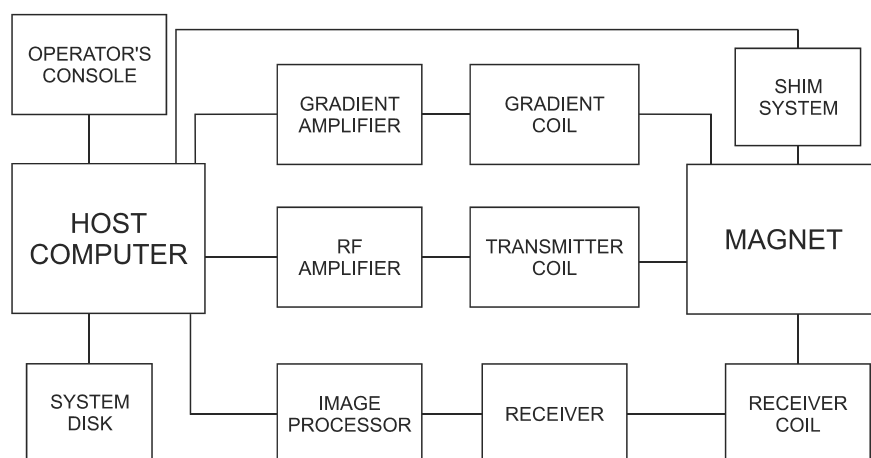 OPERATOR'S
CONSOLE
GRADIENT
AMPLIFIER
GRADIENT
COIL
SHIM
SYSTEM
HOST
COMPUTER
RF
AMPLIFIER
TRANSMITTER
COIL
MAGNET
SYSTEM
DISK
IMAGE
PROCESSOR
RECEIVER
RECEIVER
COIL